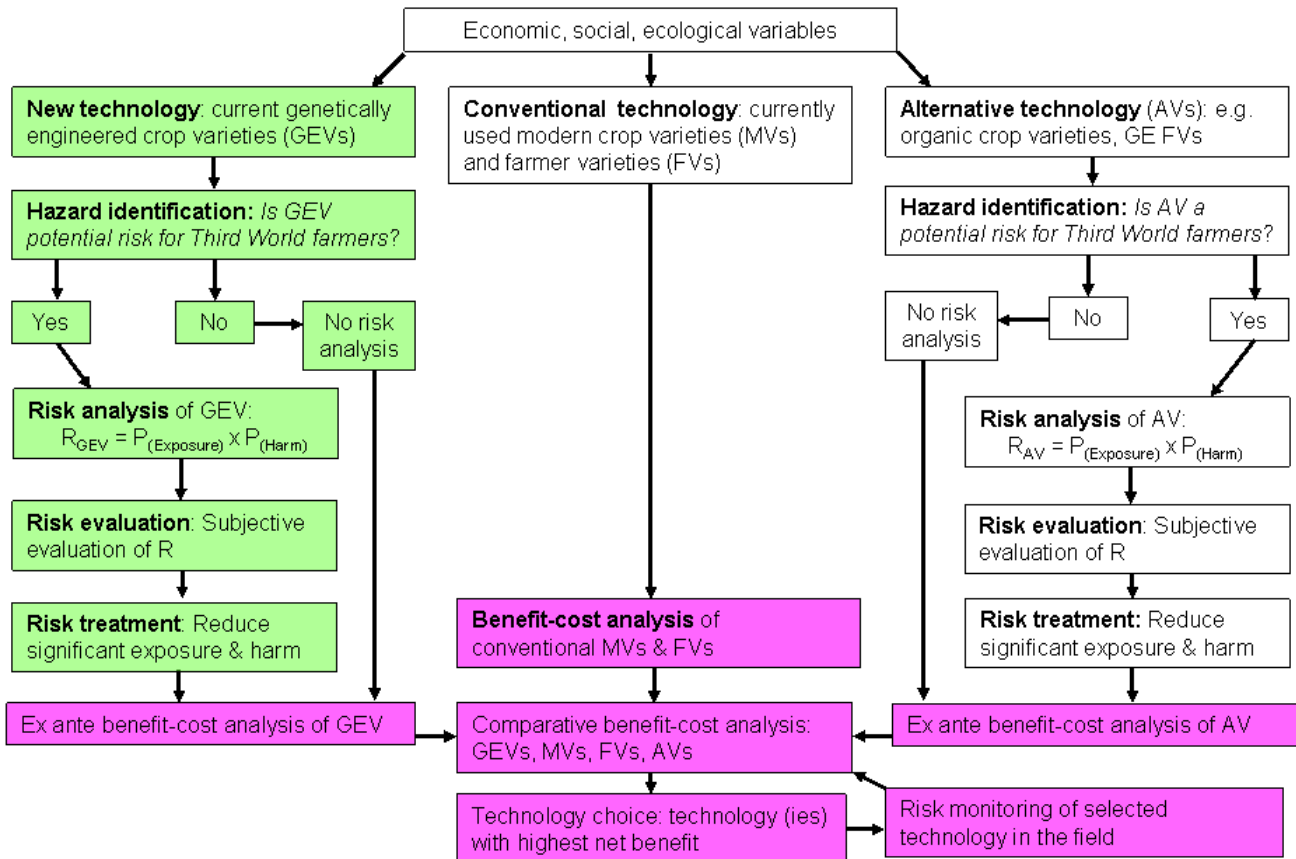 Economic, social, ecological variables
New technology: current genetically
engineered crop varieties (GEVs)
Conventional technology: currently
used modern crop varieties (MVs)
and farmer varieties (FVs)
Alternative technology (AVs): e.g.
organic crop varieties, GE FVs
Hazard identification: Is GEV
potential risk for Third World farmers?
Hazard identification: Is AV a
potential risk for Third World farmers?
Yes
No
No risk
analysis
No risk
analysis
No
Yes
Risk analysis of GEV:
R(GEV) = P(Exposure) x P(Harm)
Risk analysis of AV:
R(AV) = P(Exposure) x P(Harm)
Risk evaluation: Subjective
evaluation of R
Risk evaluation: Subjective
evaluation of R
Risk treatment: Reduce
significant exposure & harm
Benefit-cost analysis of
conventional MVs & FVs
Risk treatment: Reduce
significant exposure & harm
Ex ante benefit-cost analysis of GEV
Comparative benefit-cost analysis:
GEVs, MVs, FVs, AVs
Ex ante benefit-cost analysis of AV
Technology choice: technology (ies)
with highest net benefit
Risk monitoring of selected
technology in the field